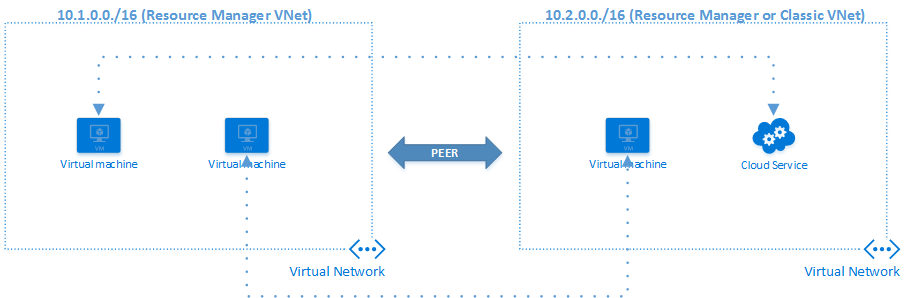 10.1.0.0./16 (Resource Manager VNet)
10.2.0.0./16 (Resource Manager or Classic VNet)
VM
VM
VM
Virtual machine
Virtual machine
PEER
Virtual machine
Cloud Service
Virtual Network
Virtual Network